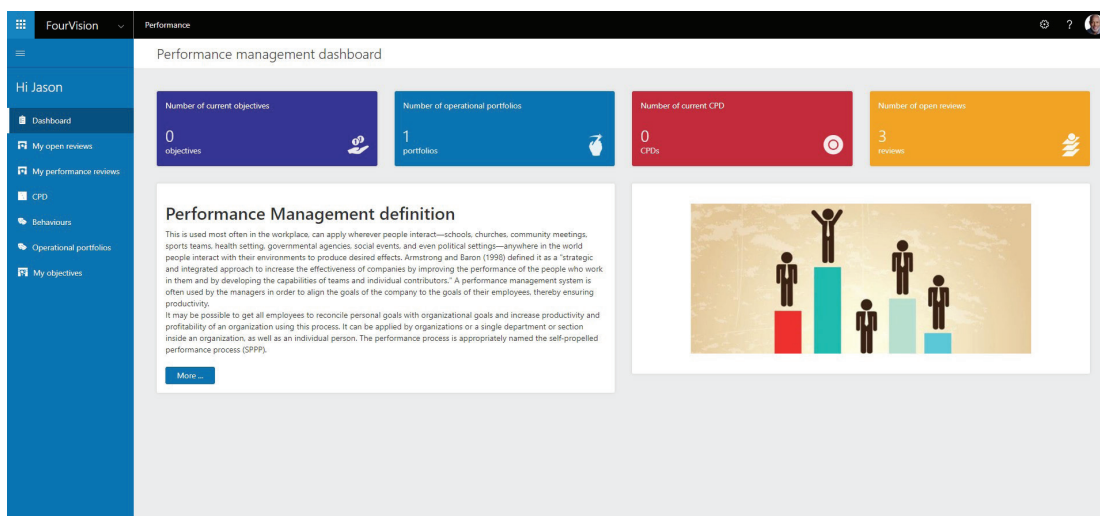 FourVision
Performance
?
Performance management dashboard
Hi Jason
Dashboard
My open reviews
My performance reviews
CPD
Behaviours
Operational portfolios
My objectives
Number of current objectives
0
objectives
Number of operational portfolios
1
portfolios
Number of current CPD
0
CPDs
Number of open reviews
3
reviews
Performance Management definition
This is used most often in the workplace, can apply wherever people interact—schools, churches, community meetings,
sports teams, health setting, governmental agencies, social events, and even political settings—anywhere in the world
people interact with their environments to produce desired effects. Armstrong and Baron (1998) defined it as a "strategic
and integrated approach to increase the effectiveness of companies by improving the performance of the people who work
in them and by developing the capabilities of teams and individual contributors." A performance management system is
often used by the managers in order to align the goals of the company to the goals of their employees, thereby ensuring
productivity.
It may be possible to get all employees to reconcile personal goals with organizational goals and increase productivity and
profitability of an organization using this process. It can be applied by organizations or a single department or section
inside an organization, as well as an individual person. The performance process is appropriately named the self-propelled
performance process (SPPP).
More ...